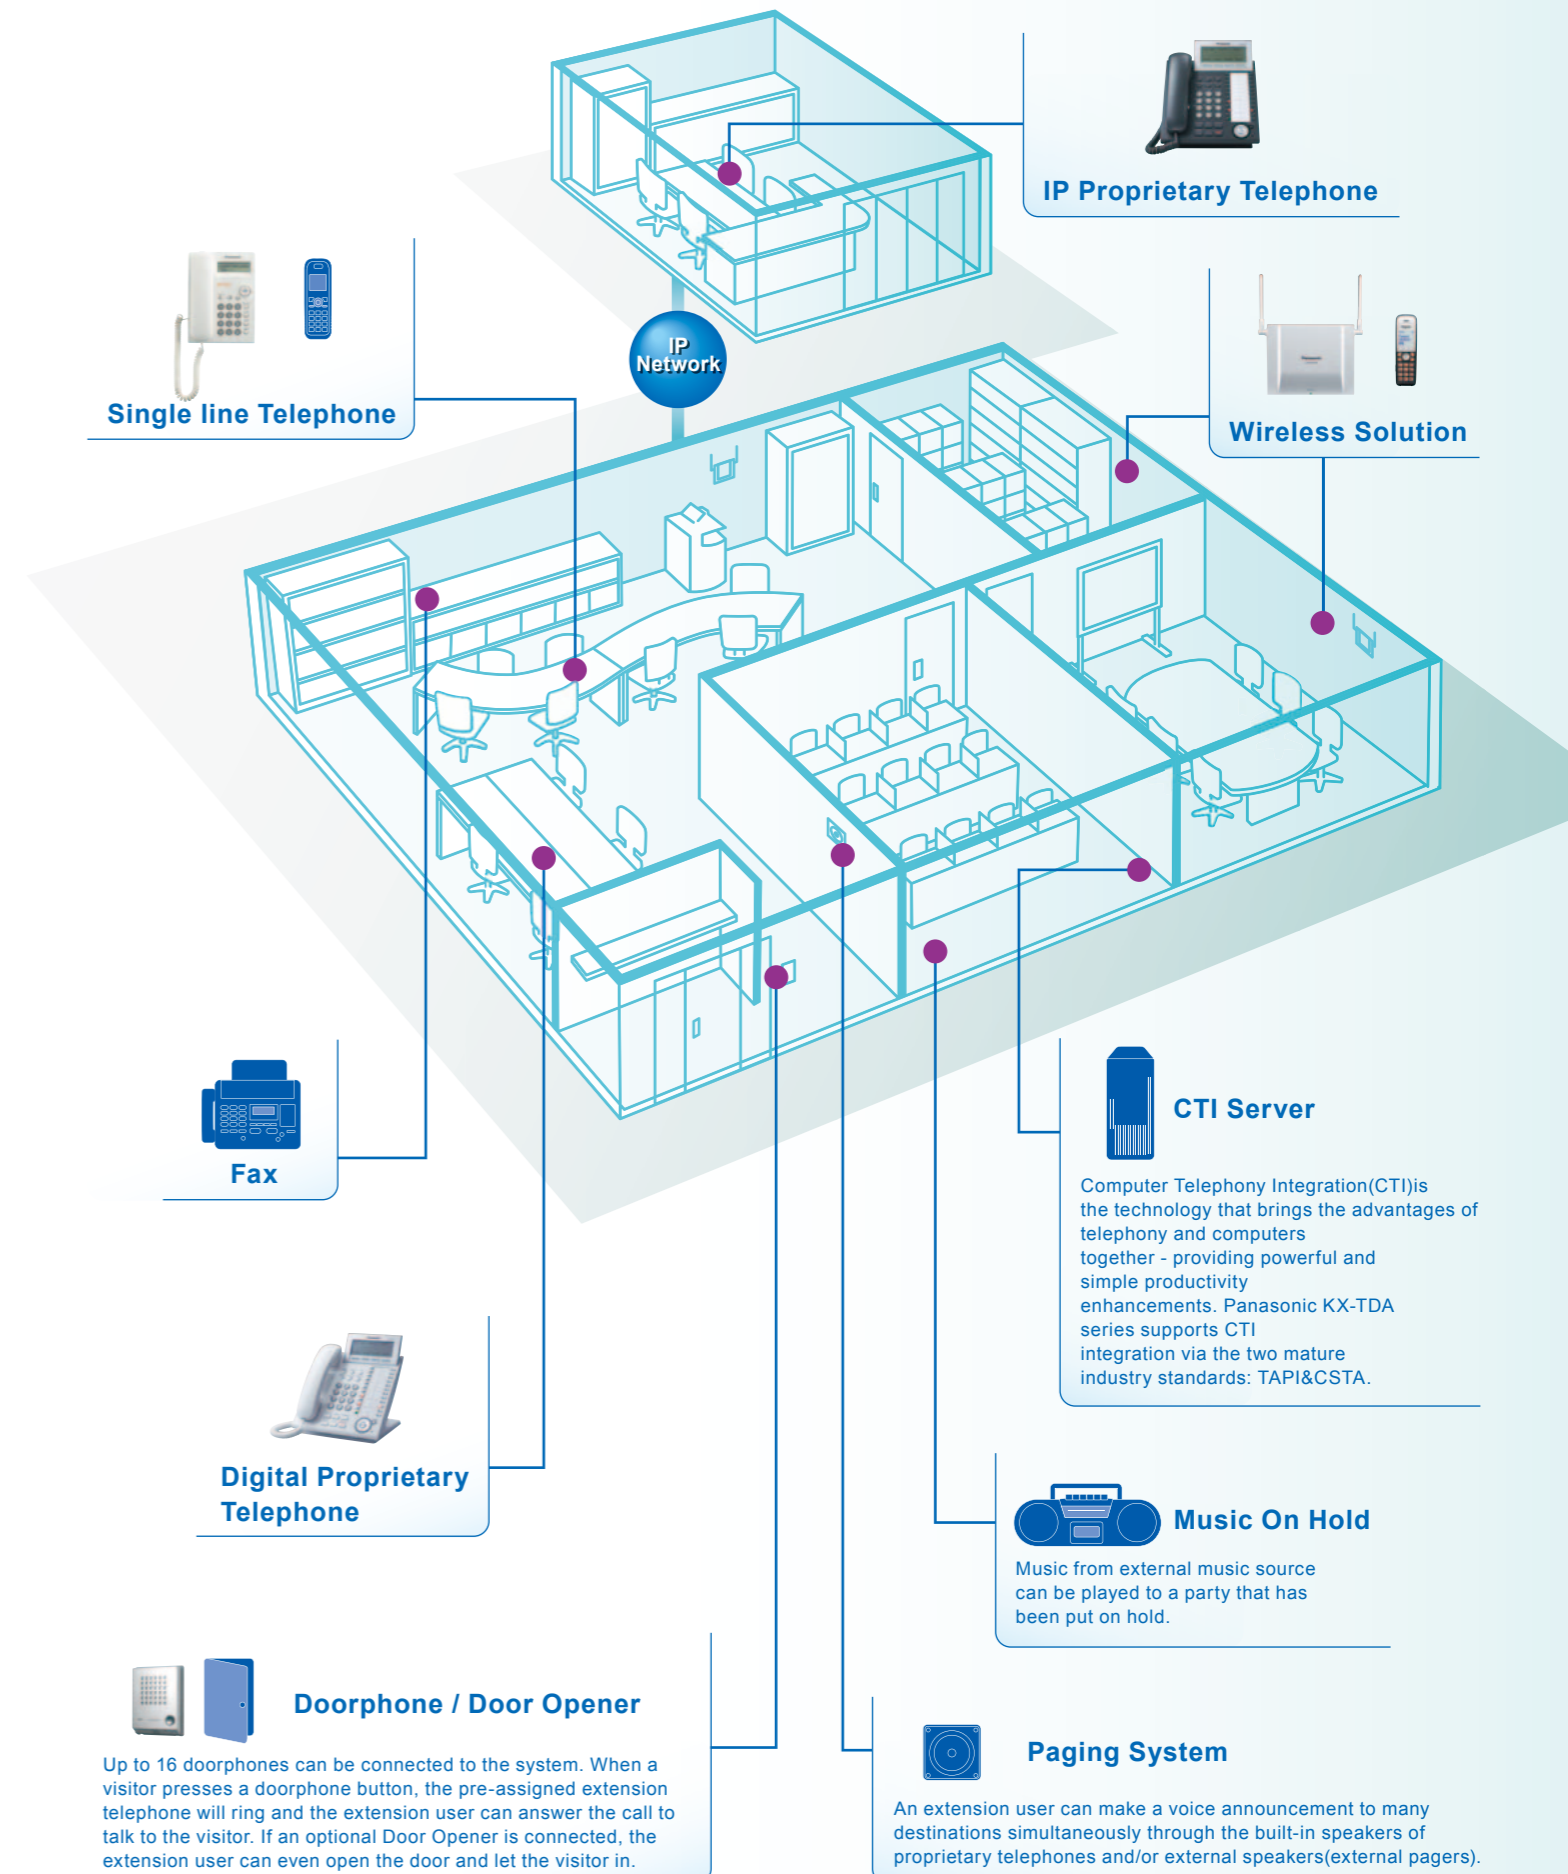 IP Proprietary Telephone
Single line Telephone
IP
Network
Wireless Solution
Fax
CTI Server
Computer Telephony Integration(CTI)is
the technology that brings the advantages of
telephony and computers
together - providing powerful and
simple productivity
enhancements. Panasonic KX-TDA
series supports CTI
integration via the two mature
industry standards: TAPI&CSTA.
Digital Proprietary
Telephone
Music On Hold
Music from external music source
can be played to a party that has
been put on hold.
Doorphone / Door Opener
Up to 16 doorphones can be connected to the system. When a
visitor presses a doorphone button, the pre-assigned extension
telephone will ring and the extension user can answer the call to
talk to the visitor. If an optional Door Opener is connected, the
extension user can even open the door and let the visitor in.
Paging System
An extension user can make a voice announcement to many
destinations simultaneously through the built-in speakers of
proprietary telephones and/or external speakers(external pagers).